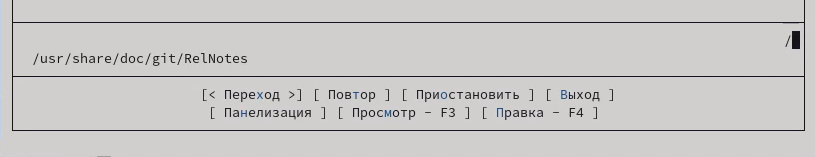 /
/usr/share/doc/git/RelNotes
[< Переход >] [ Повтор ] [ Приостановить ] [ Выход ]
[ Панелизация ] [ Просмотр - F3 ] [ Правка - F4 ]